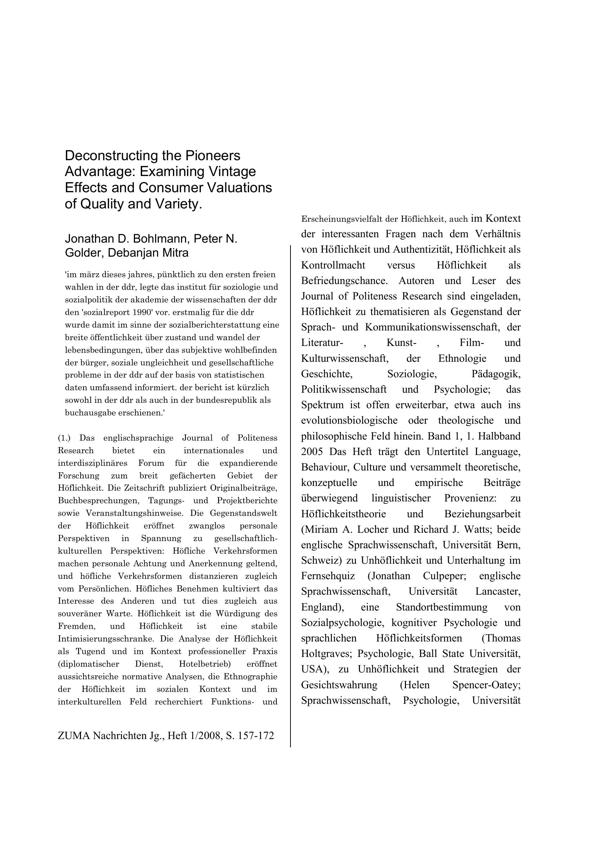 Deconstructing the Pioneers
Advantage: Examining Vintage
Effects and Consumer Valuations
of Quality and Variety.
Jonathan D. Bohlmann, Peter N.
Golder, Debanjan Mitra
'im märz dieses jahres, pünktlich zu den ersten freien
wahlen in der ddr, legte das institut für soziologie und
sozialpolitik der akademie der wissenschaften der ddr
den 'sozialreport 1990' vor. erstmalig für die ddr
wurde damit im sinne der sozialberichterstattung eine
breite öffentlichkeit über zustand und wandel der
lebensbedingungen, über das subjektive wohlbefinden
der bürger, soziale ungleichheit und gesellschaftliche
probleme in der ddr auf der basis von statistischen
daten umfassend informiert. der bericht ist kürzlich
sowohl in der ddr als auch in der bundesrepublik als
buchausgabe erschienen.'
(1.) Das englischsprachige Journal of Politeness
Research bietet ein internationales und
interdisziplinäres Forum für die expandierende
Forschung zum breit gefächerten Gebiet der
Höflichkeit. Die Zeitschrift publiziert Originalbeiträge,
Buchbesprechungen, Tagungs- und Projektberichte
sowie Veranstaltungshinweise. Die Gegenstandswelt
der Höflichkeit eröffnet zwanglos personale
Perspektiven in Spannung zu gesellschaftlich-
kulturellen Perspektiven: Höfliche Verkehrsformen
machen personale Achtung und Anerkennung geltend,
und höfliche Verkehrsformen distanzieren zugleich
vom Persönlichen. Höfliches Benehmen kultiviert das
Interesse des Anderen und tut dies zugleich aus
souveräner Warte. Höflichkeit ist die Würdigung des
Fremden, und Höflichkeit ist eine stabile
Intimisierungsschranke. Die Analyse der Höflichkeit
als Tugend und im Kontext professioneller Praxis
(diplomatischer Dienst, Hotelbetrieb) eröffnet
aussichtsreiche normative Analysen, die Ethnographie
der Höflichkeit im sozialen Kontext und im
interkulturellen Feld recherchiert Funktions- und
ZUMA Nachrichten Jg., Heft 1/2008, S. 157-172
Erscheinungsvielfalt der Höflichkeit, auch im Kontext
der interessanten Fragen nach dem Verhältnis
von Höflichkeit und Authentizität, Höflichkeit als
Kontrollmacht versus Höflichkeit als
Befriedungschance. Autoren und Leser des
Journal of Politeness Research sind eingeladen,
Höflichkeit zu thematisieren als Gegenstand der
Sprach- und Kommunikationswissenschaft, der
Literatur- , Kunst- , Film- und
Kulturwissenschaft, der Ethnologie und
Geschichte, Soziologie, Pädagogik,
Politikwissenschaft und Psychologie; das
Spektrum ist offen erweiterbar, etwa auch ins
evolutionsbiologische oder theologische und
philosophische Feld hinein. Band 1, 1. Halbband
2005 Das Heft trägt den Untertitel Language,
Behaviour, Culture und versammelt theoretische,
konzeptuelle und empirische Beiträge
überwiegend linguistischer Provenienz: zu
Höflichkeitstheorie und Beziehungsarbeit
(Miriam A. Locher und Richard J. Watts; beide
englische Sprachwissenschaft, Universität Bern,
Schweiz) zu Unhöflichkeit und Unterhaltung im
Fernsehquiz (Jonathan Culpeper; englische
Sprachwissenschaft, Universität Lancaster,
England), eine Standortbestimmung von
Sozialpsychologie, kognitiver Psychologie und
sprachlichen Höflichkeitsformen (Thomas
Holtgraves; Psychologie, Ball State Universität,
USA), zu Unhöflichkeit und Strategien der
Gesichtswahrung (Helen Spencer-Oatey;
Sprachwissenschaft, Psychologie, Universität